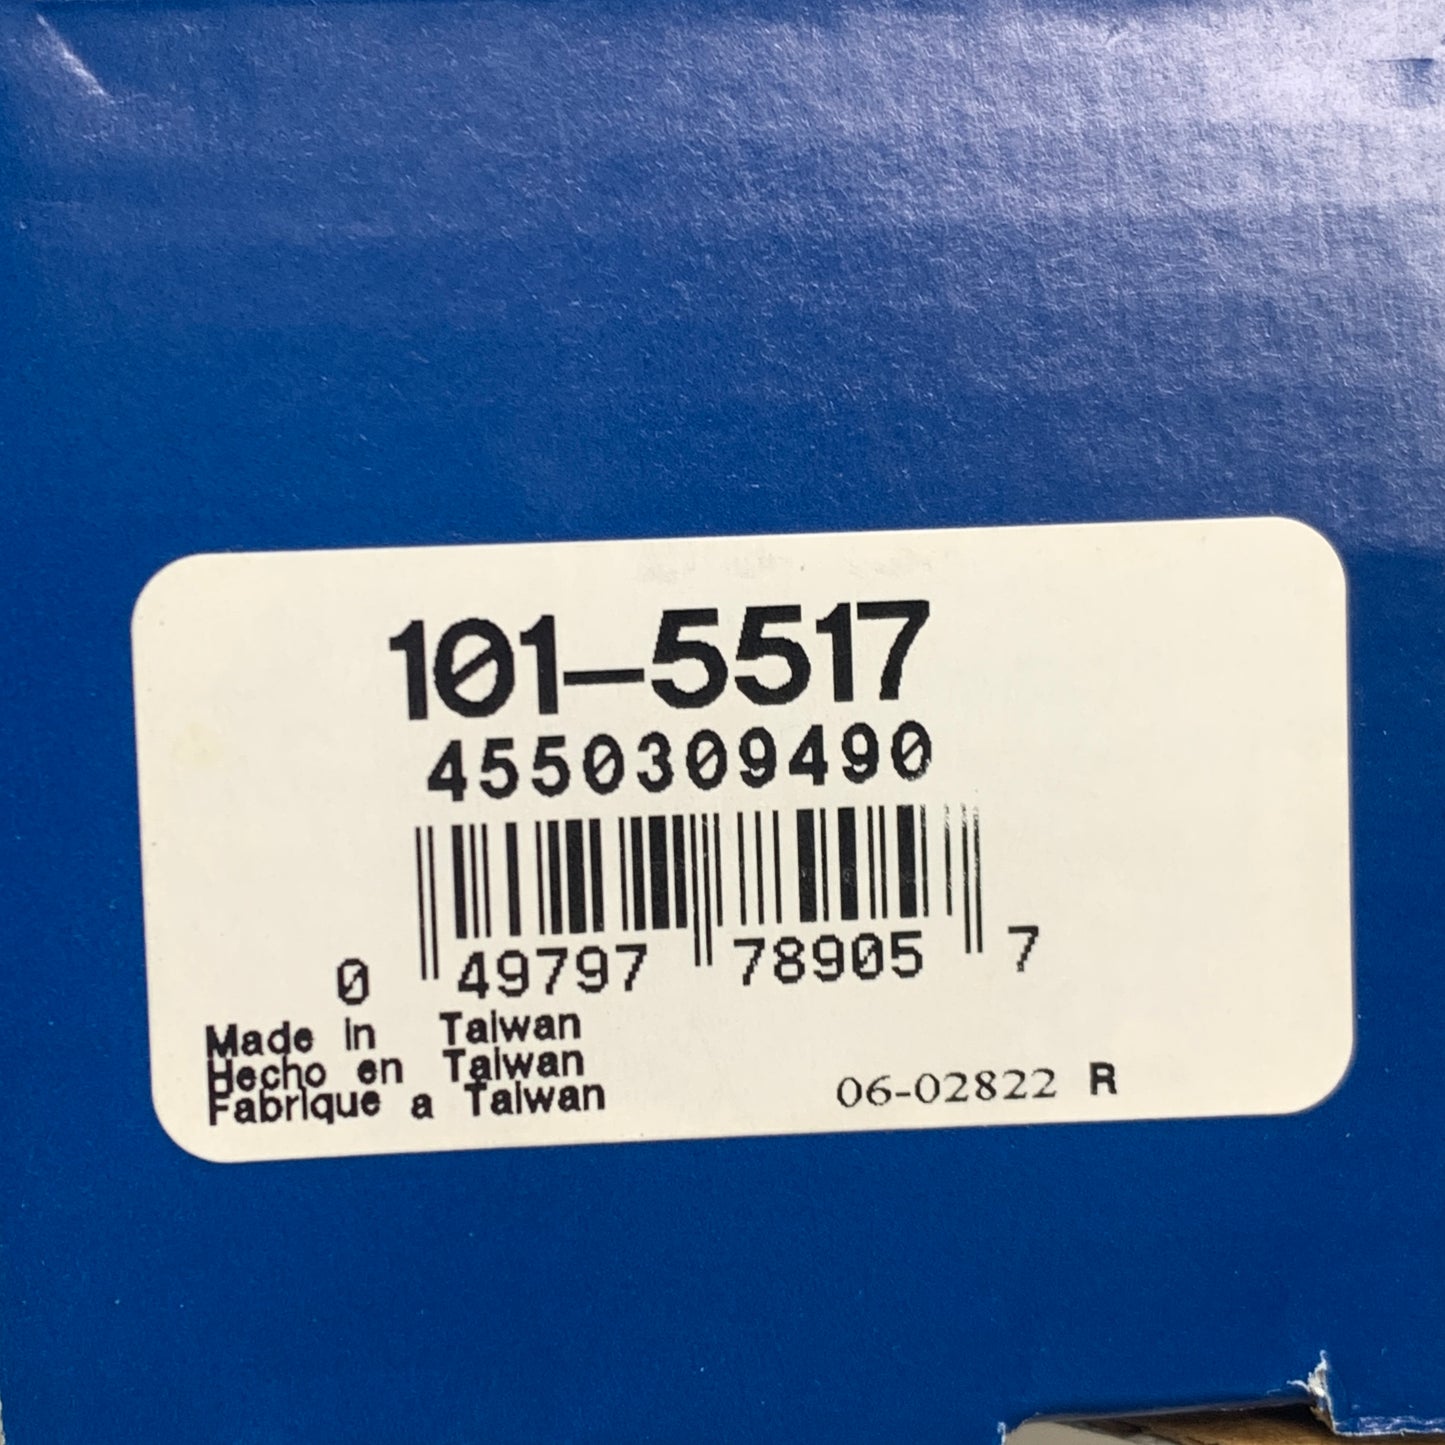 101-5517
4550309490
0 49797 78905 7
Made in Taiwan
Hecho en Taiwan
Fabrique a Taiwan
06-02822 R